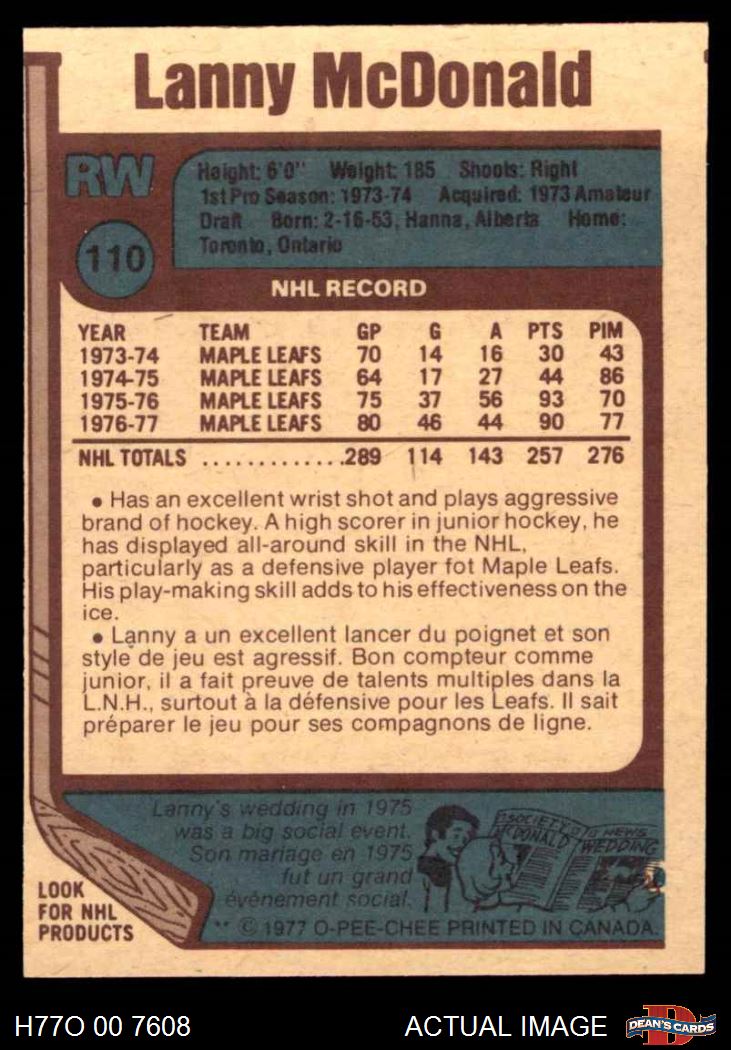 Lanny McDonald
RW
110
Height: 6'0" Weight: 185 Shoots: Right
1st Pro Season: 1973-74 Acquired: 1973 Amateur
Draft Born: 2-16-53, Hanna, Alberta Home:
Toronto, Ontario
NHL RECORD
YEAR TEAM GP G A PTS PIM
1973-74 MAPLE LEAFS 70 14 16 30 43
1974-75 MAPLE LEAFS 64 17 27 44 86
1975-76 MAPLE LEAFS 75 37 56 93 70
1976-77 MAPLE LEAFS 80 46 44 90 77
NHL TOTALS .............289 114 143 257 276
• Has an excellent wrist shot and plays aggressive
brand of hockey. A high scorer in junior hockey, he
has displayed all-around skill in the NHL,
particularly as a defensive player fot Maple Leafs.
His play-making skill adds to his effectiveness on the
ice.
• Lanny a un excellent lancer du poignet et son
style de jeu est agressif. Bon compteur comme
junior, il a fait preuve de talents multiples dans la
L.N.H., surtout à la défensive pour les Leafs. Il sait
préparer le jeu pour ses compagnons de ligne.
Lanny's wedding in 1975
was a big social event.
Son mariage en 1975
fut un grand
événement social.
SOCIETY NEWS
McDONALD WEDDING
LOOK
FOR NHL
PRODUCTS
** © 1977 O-PEE-CHEE PRINTED IN CANADA.
H77O 00 7608
ACTUAL IMAGE
DEAN'S CARDS